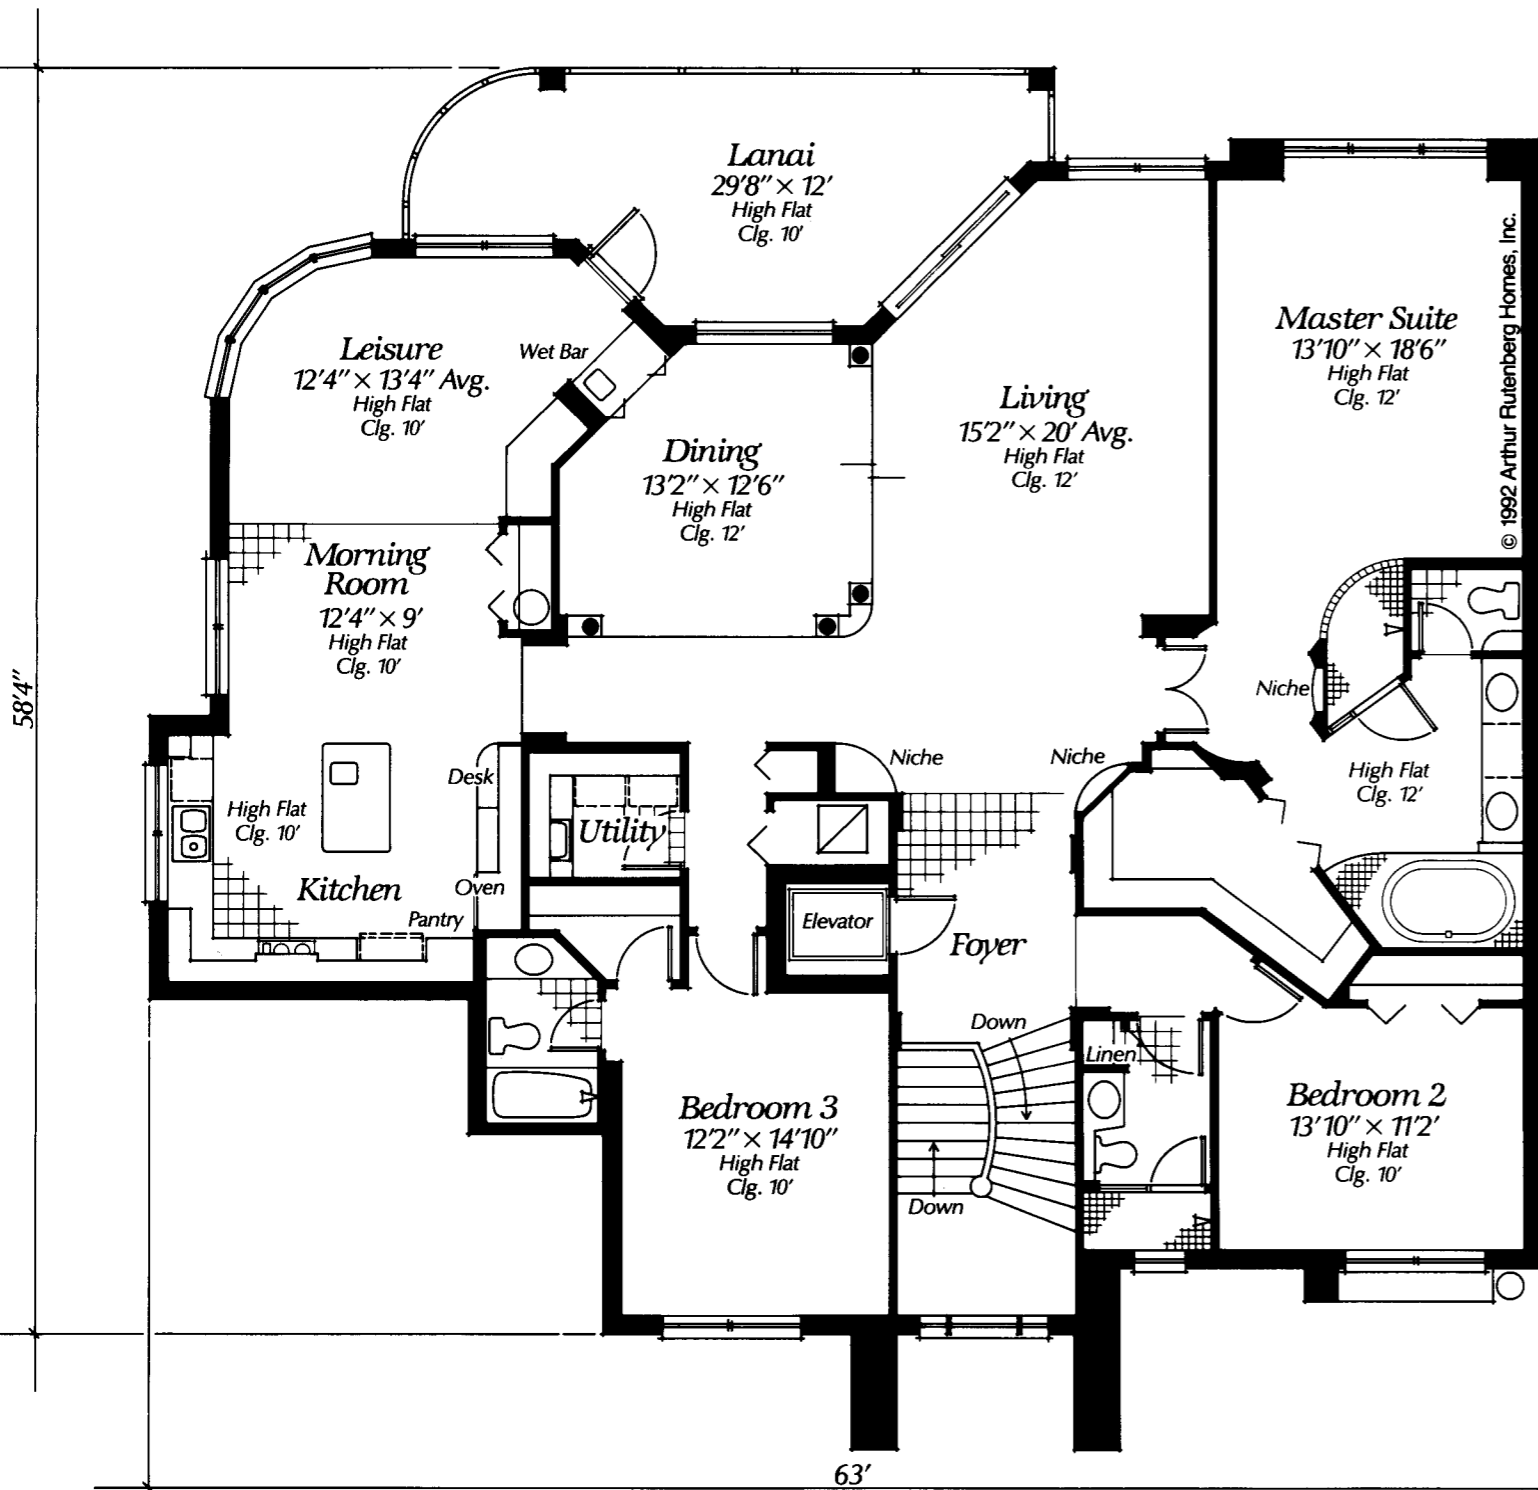 Lanai
29'8" × 12'
High Flat
Clg. 10'
Leisure
12'4" × 13'4" Avg.
High Flat
Clg. 10'
Wet Bar
Master Suite
13'10" × 18'6"
High Flat
Clg. 12'
© 1992 Arthur Rutenberg Homes, Inc.
Living
15'2" × 20' Avg.
High Flat
Clg. 12'
Dining
13'2" × 12'6"
High Flat
Clg. 12'
Morning
Room
12'4" × 9'
High Flat
Clg. 10'
58'4"
Niche
Niche
Niche
High Flat
Clg. 12'
Desk
High Flat
Clg. 10'
Utility
Kitchen
Oven
Pantry
Elevator
Foyer
Down
Linen
Bedroom 3
12'2" × 14'10"
High Flat
Clg. 10'
Bedroom 2
13'10" × 11'2"
High Flat
Clg. 10'
Down
63'